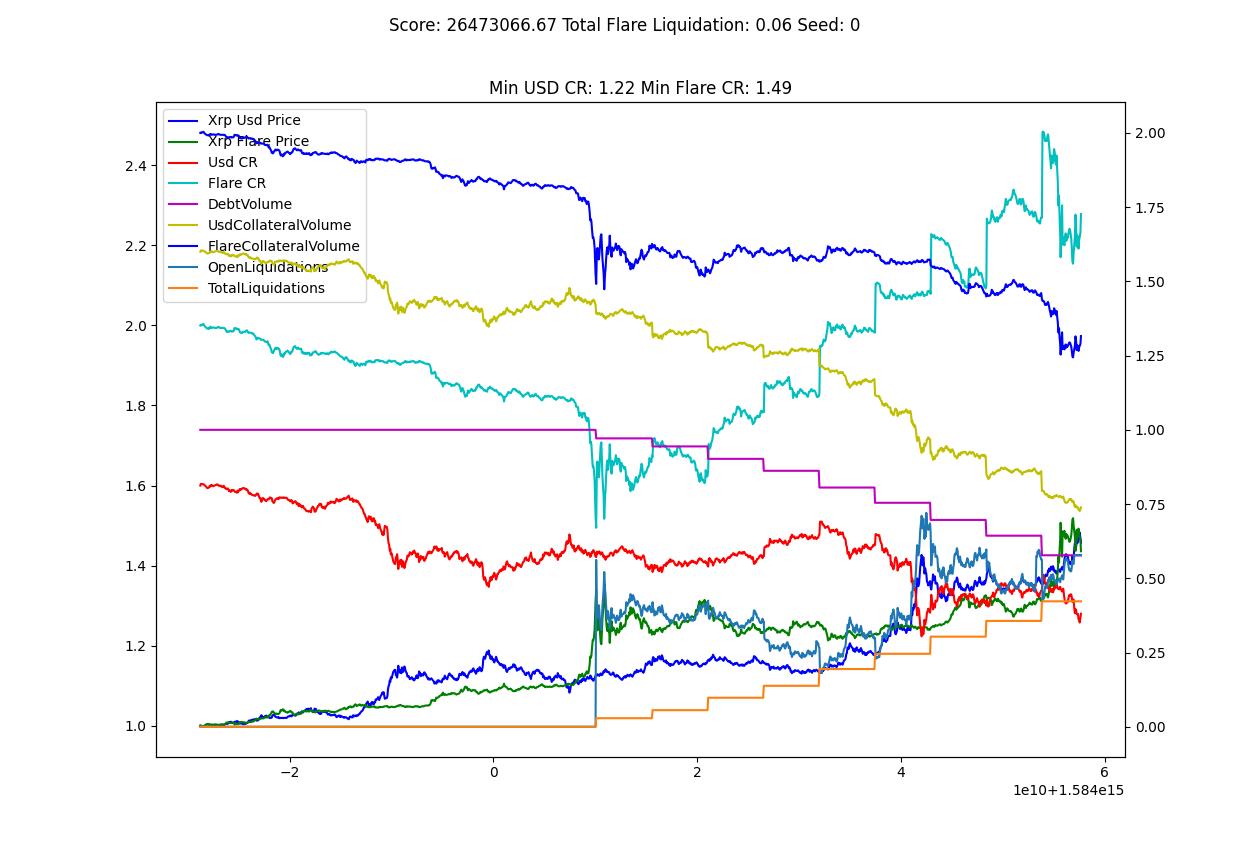 Score: 26473066.67 Total Flare Liquidation: 0.06 Seed: 0
Min USD CR: 1.22 Min Flare CR: 1.49
Xrp Usd Price
Xrp Flare Price
Usd CR
Flare CR
DebtVolume
UsdCollateralVolume
FlareCollateralVolume
OpenLiquidations
TotalLiquidations
2.4
2.2
2.0
1.8
1.6
1.4
1.2
1.0
2.00
1.75
1.50
1.25
1.00
0.75
0.50
0.25
0.00
−2 0 2 4 6
1e10+1.584e15